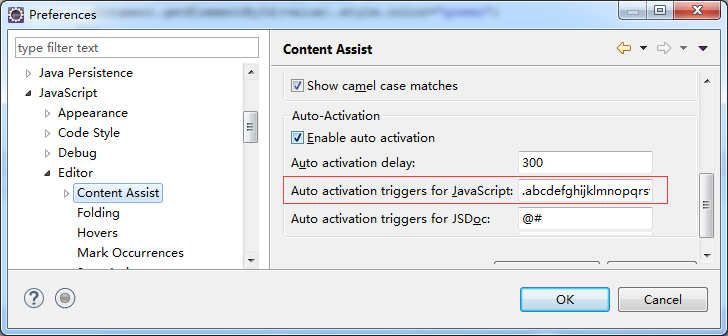 Preferences
type filter text
Java Persistence
JavaScript
Appearance
Code Style
Debug
Editor
Content Assist
Folding
Hovers
Mark Occurrences
Content Assist
Show camel case matches
Auto-Activation
Enable auto activation
Auto activation delay: 300
Auto activation triggers for JavaScript: .abcdefghijklmnopqrs
Auto activation triggers for JSDoc: @#
OK
Cancel